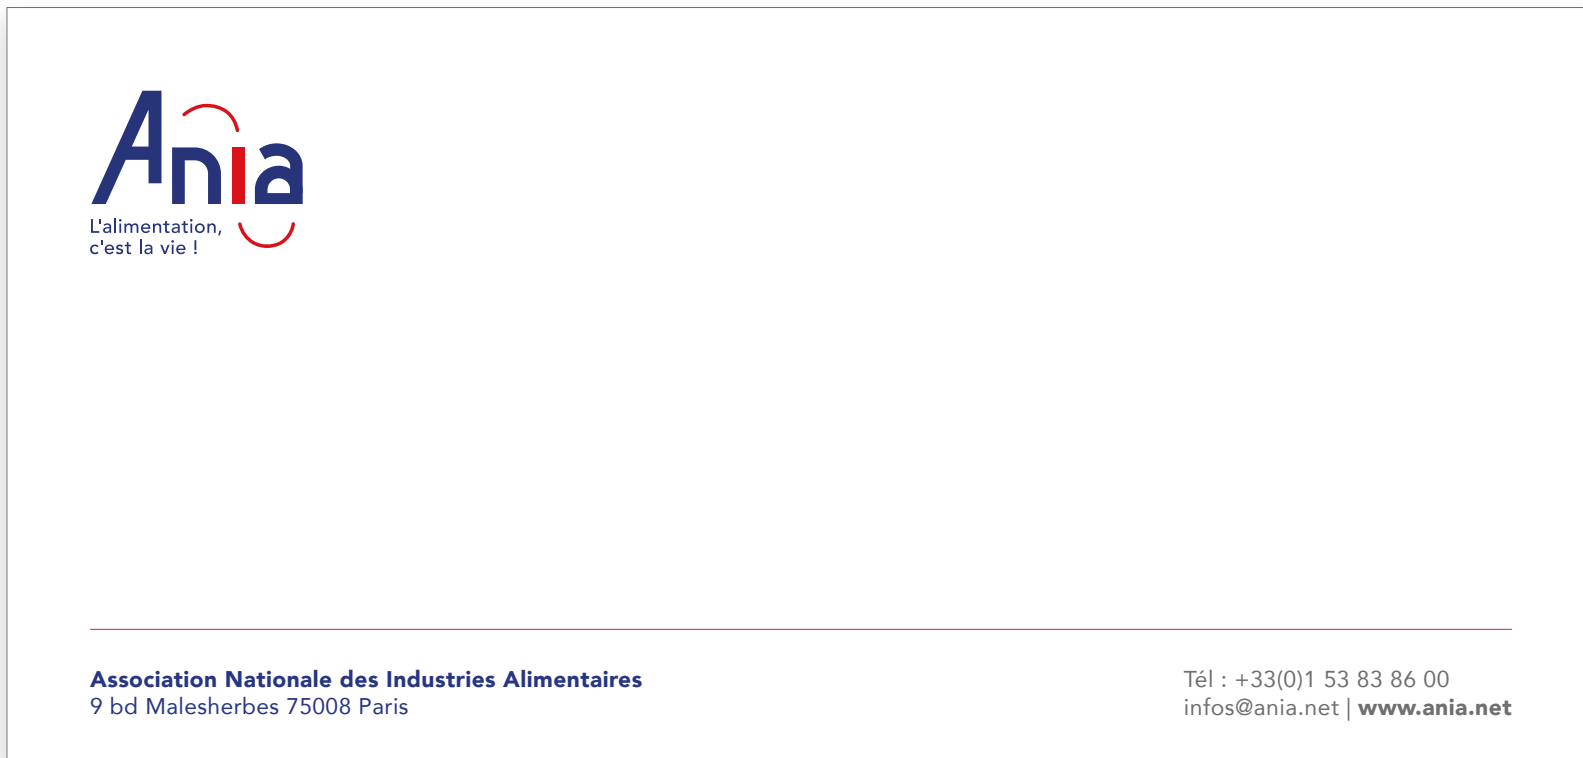 Ania
L'alimentation,
c'est la vie !
Association Nationale des Industries Alimentaires
9 bd Malesherbes 75008 Paris
Tél : +33(0)1 53 83 86 00
infos@ania.net | www.ania.net